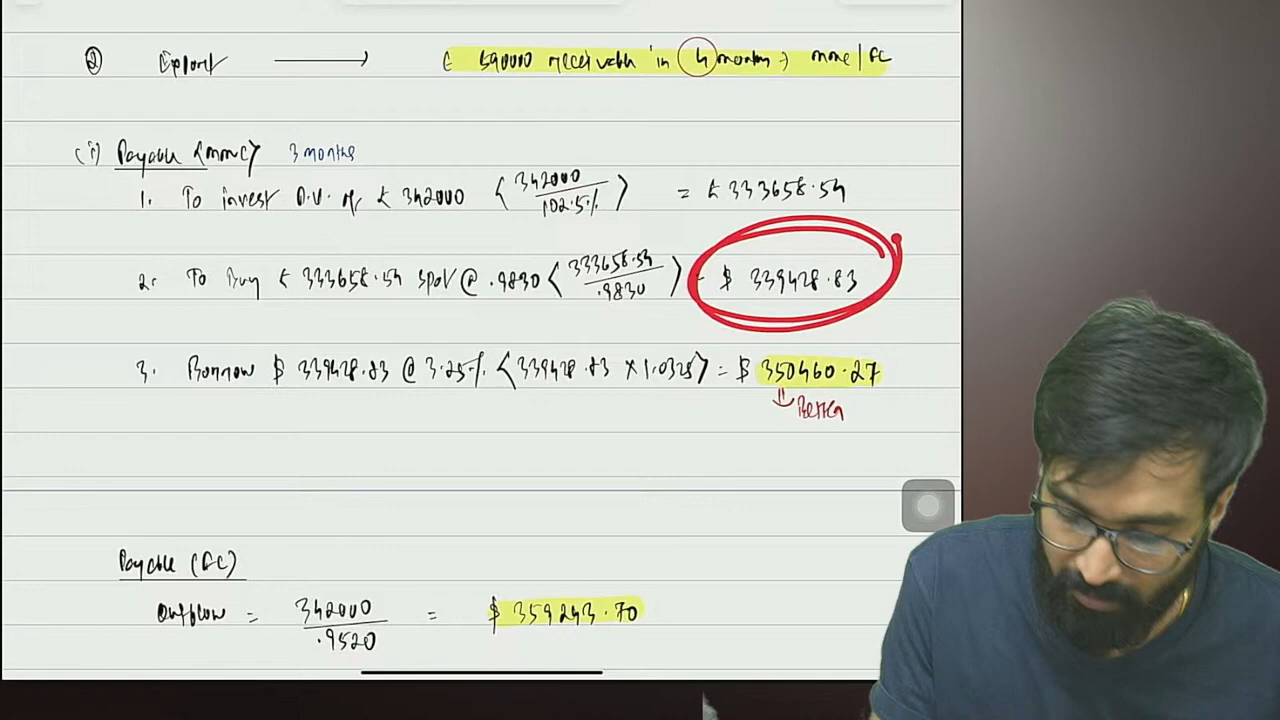 ② Export → £ 590000 receivable in 4 months → mmc/FC
(i) Payable (mmc) 3 months
1. To invest P.V. of £ 342000 (342000/102.5%) = £ 333658.54
2. To Buy £ 333658.54 spot @ .9830 (333658.54/.9830) = $ 339428.83
3. Borrow $ 339428.83 @ 3.25% (339428.83 × 1.0325) = $ 350460.27
Better
Payable (FC)
Outflow = 342000/.9520 = $ 359243.70